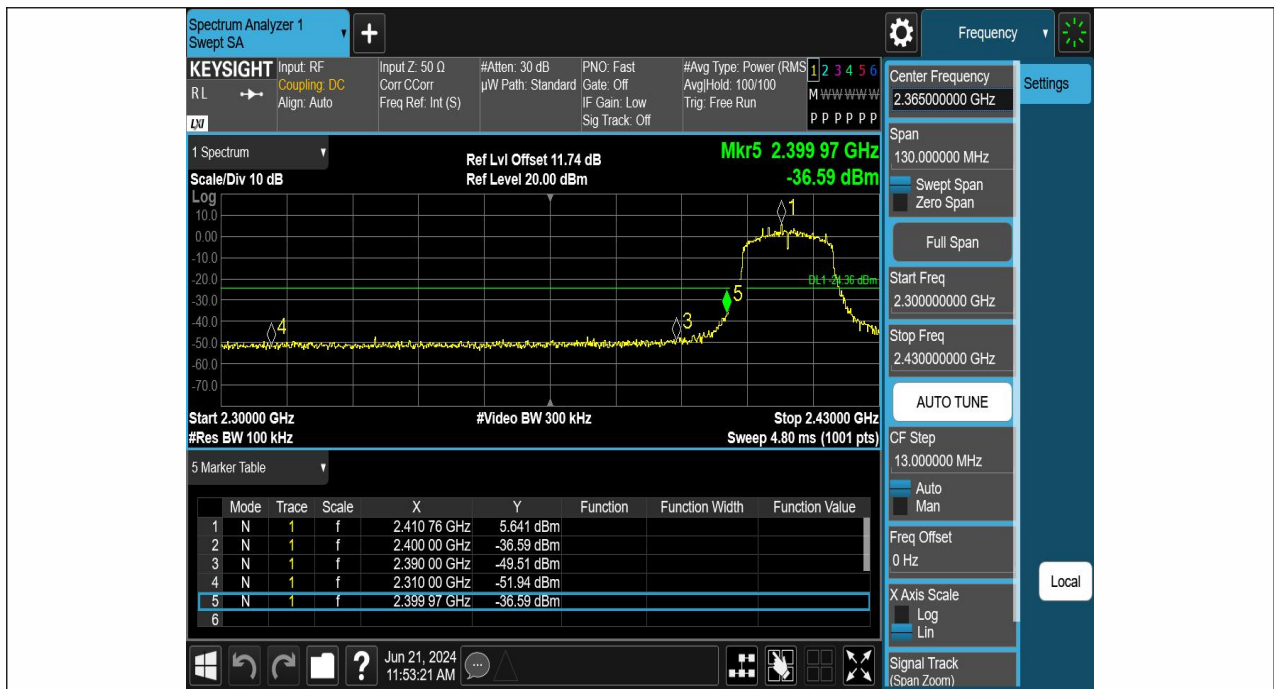 Spectrum Analyzer 1
Swept SA
+
Frequency
KEYSIGHT
RL
LXI
Input: RF
Coupling: DC
Align: Auto
Input Z: 50 Ω
Corr CCorr
Freq Ref: Int (S)
#Atten: 30 dB
µW Path: Standard
PNO: Fast
Gate: Off
IF Gain: Low
Sig Track: Off
#Avg Type: Power (RMS
Avg|Hold: 100/100
Trig: Free Run
1 2 3 4 5 6
M W W W W W
P P P P P P
1 Spectrum
Scale/Div 10 dB
Ref Lvl Offset 11.74 dB
Ref Level 20.00 dBm
Mkr5 2.399 97 GHz
-36.59 dBm
Log
10.0
0.00
-10.0
-20.0
-30.0
-40.0
-50.0
-60.0
-70.0
1
DL1 -24.36 dBm
5
3
4
Start 2.30000 GHz
#Video BW 300 kHz
Stop 2.43000 GHz
#Res BW 100 kHz
Sweep 4.80 ms (1001 pts)
5 Marker Table
Mode Trace Scale X Y Function Function Width Function Value
1 N 1 f 2.410 76 GHz 5.641 dBm
2 N 1 f 2.400 00 GHz -36.59 dBm
3 N 1 f 2.390 00 GHz -49.51 dBm
4 N 1 f 2.310 00 GHz -51.94 dBm
5 N 1 f 2.399 97 GHz -36.59 dBm
6
?
Jun 21, 2024
11:53:21 AM
Center Frequency
2.365000000 GHz
Span
130.000000 MHz
Swept Span
Zero Span
Full Span
Start Freq
2.300000000 GHz
Stop Freq
2.430000000 GHz
AUTO TUNE
CF Step
13.000000 MHz
Auto
Man
Freq Offset
0 Hz
X Axis Scale
Log
Lin
Signal Track
(Span Zoom)
Settings
Local